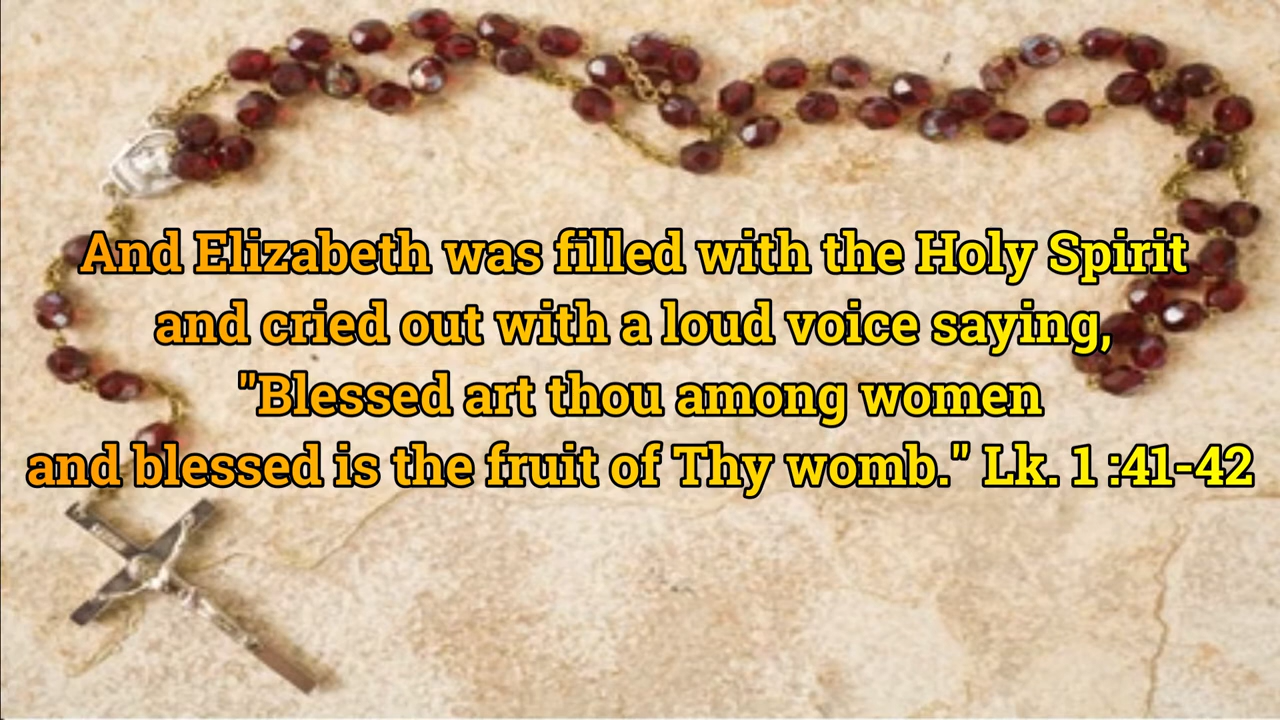 And Elizabeth was filled with the Holy Spirit
and cried out with a loud voice saying,
"Blessed art thou among women
and blessed is the fruit of Thy womb." Lk. 1 :41-42